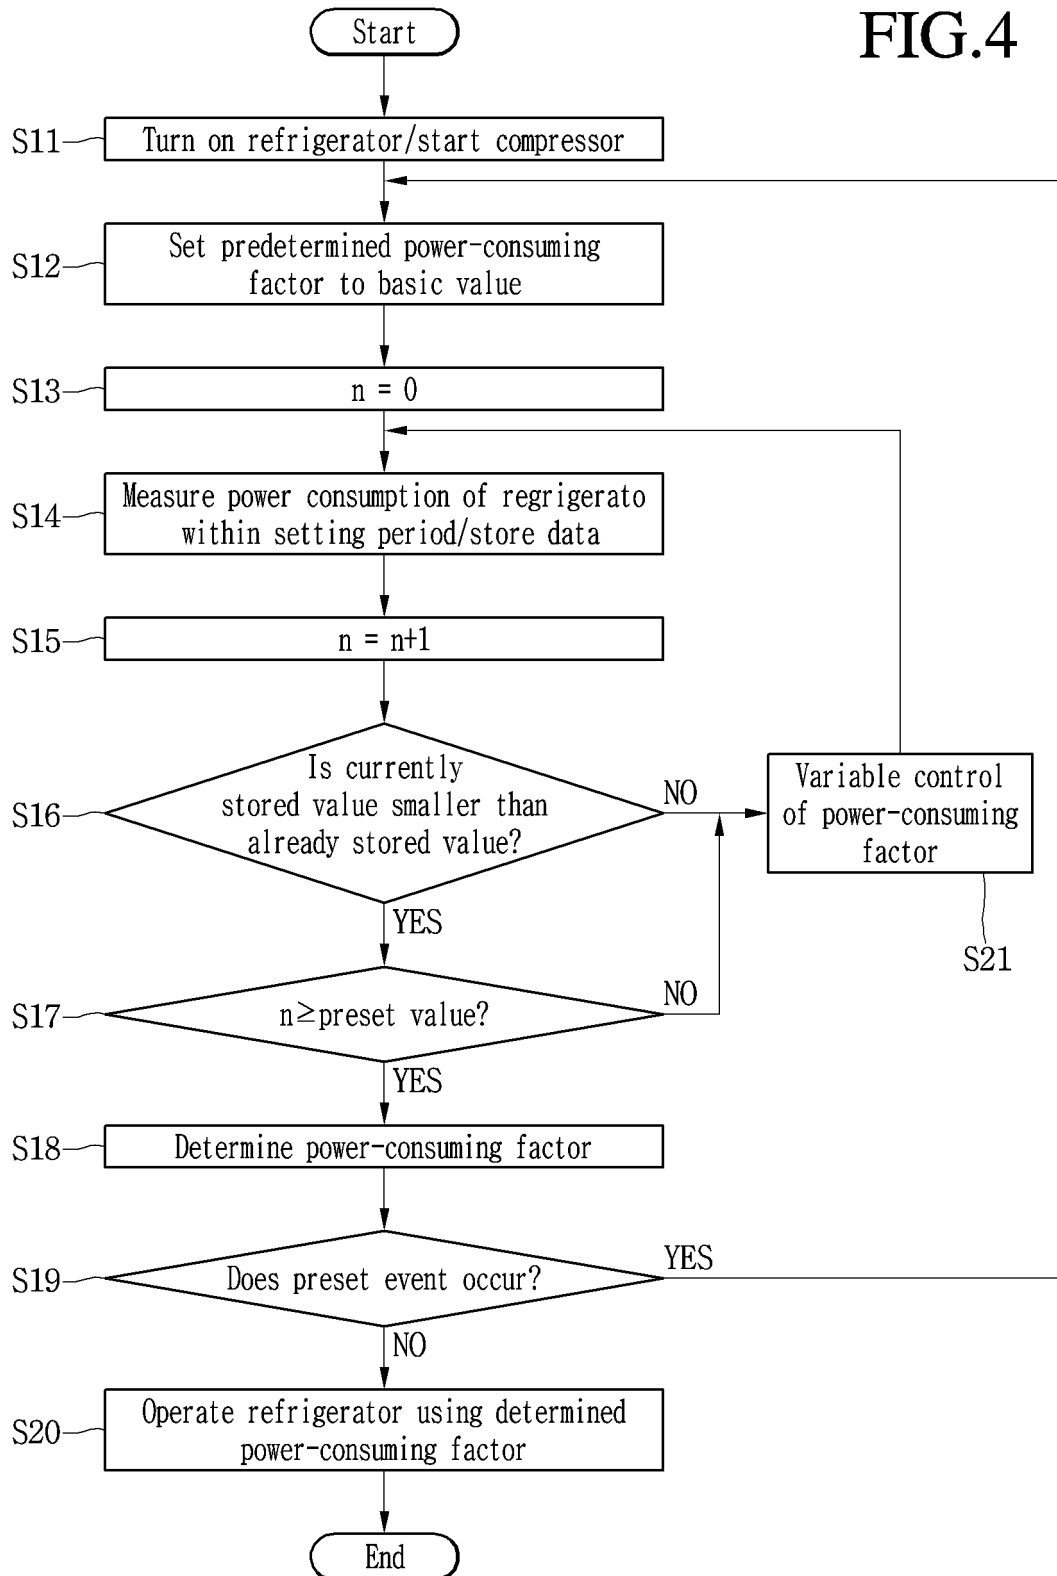 FIG.4
Start
S11
Turn on refrigerator/start compressor
S12
Set predetermined power-consuming
factor to basic value
S13
n = 0
S14
Measure power consumption of regrigerato
within setting period/store data
S15
n = n+1
S16
Is currently
stored value smaller than
already stored value?
NO
YES
Variable control
of power-consuming
factor
S21
S17
n≥preset value?
NO
YES
S18
Determine power-consuming factor
S19
Does preset event occur?
YES
NO
S20
Operate refrigerator using determined
power-consuming factor
End